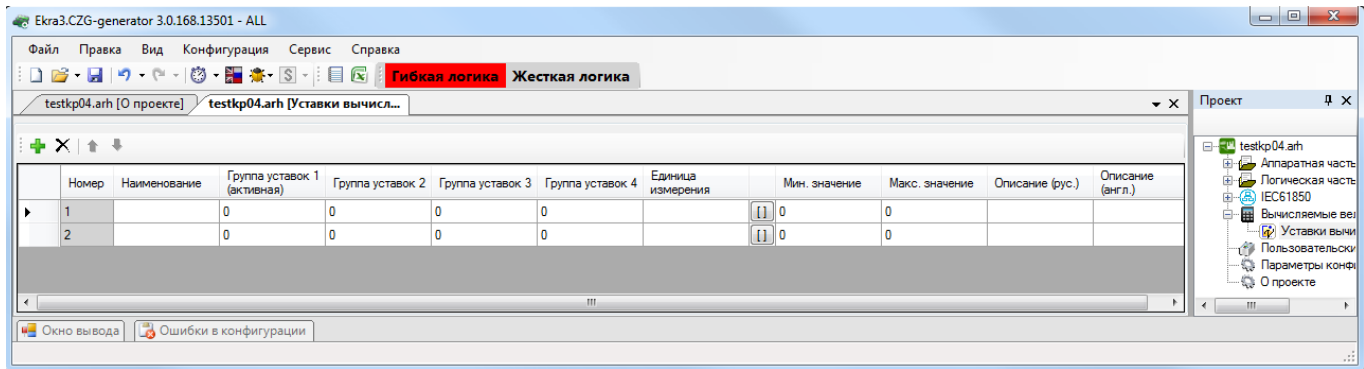 Ekra3.CZG-generator 3.0.168.13501 - ALL
Файл Правка Вид Конфигурация Сервис Справка
Гибкая логика Жесткая логика
testkp04.arh [О проекте] testkp04.arh [Уставки вычисл...
Номер Наименование Группа уставок 1 (активная) Группа уставок 2 Группа уставок 3 Группа уставок 4 Единица измерения Мин. значение Макс. значение Описание (рус.) Описание (англ.)
1 0 0 0 0 [ ] 0 0
2 0 0 0 0 [ ] 0 0
Окно вывода Ошибки в конфигурации
Проект
testkp04.arh
Аппаратная часть
Логическая часть
IEC61850
Вычисляемые вел
Уставки вычи
Пользовательски
Параметры конфи
О проекте